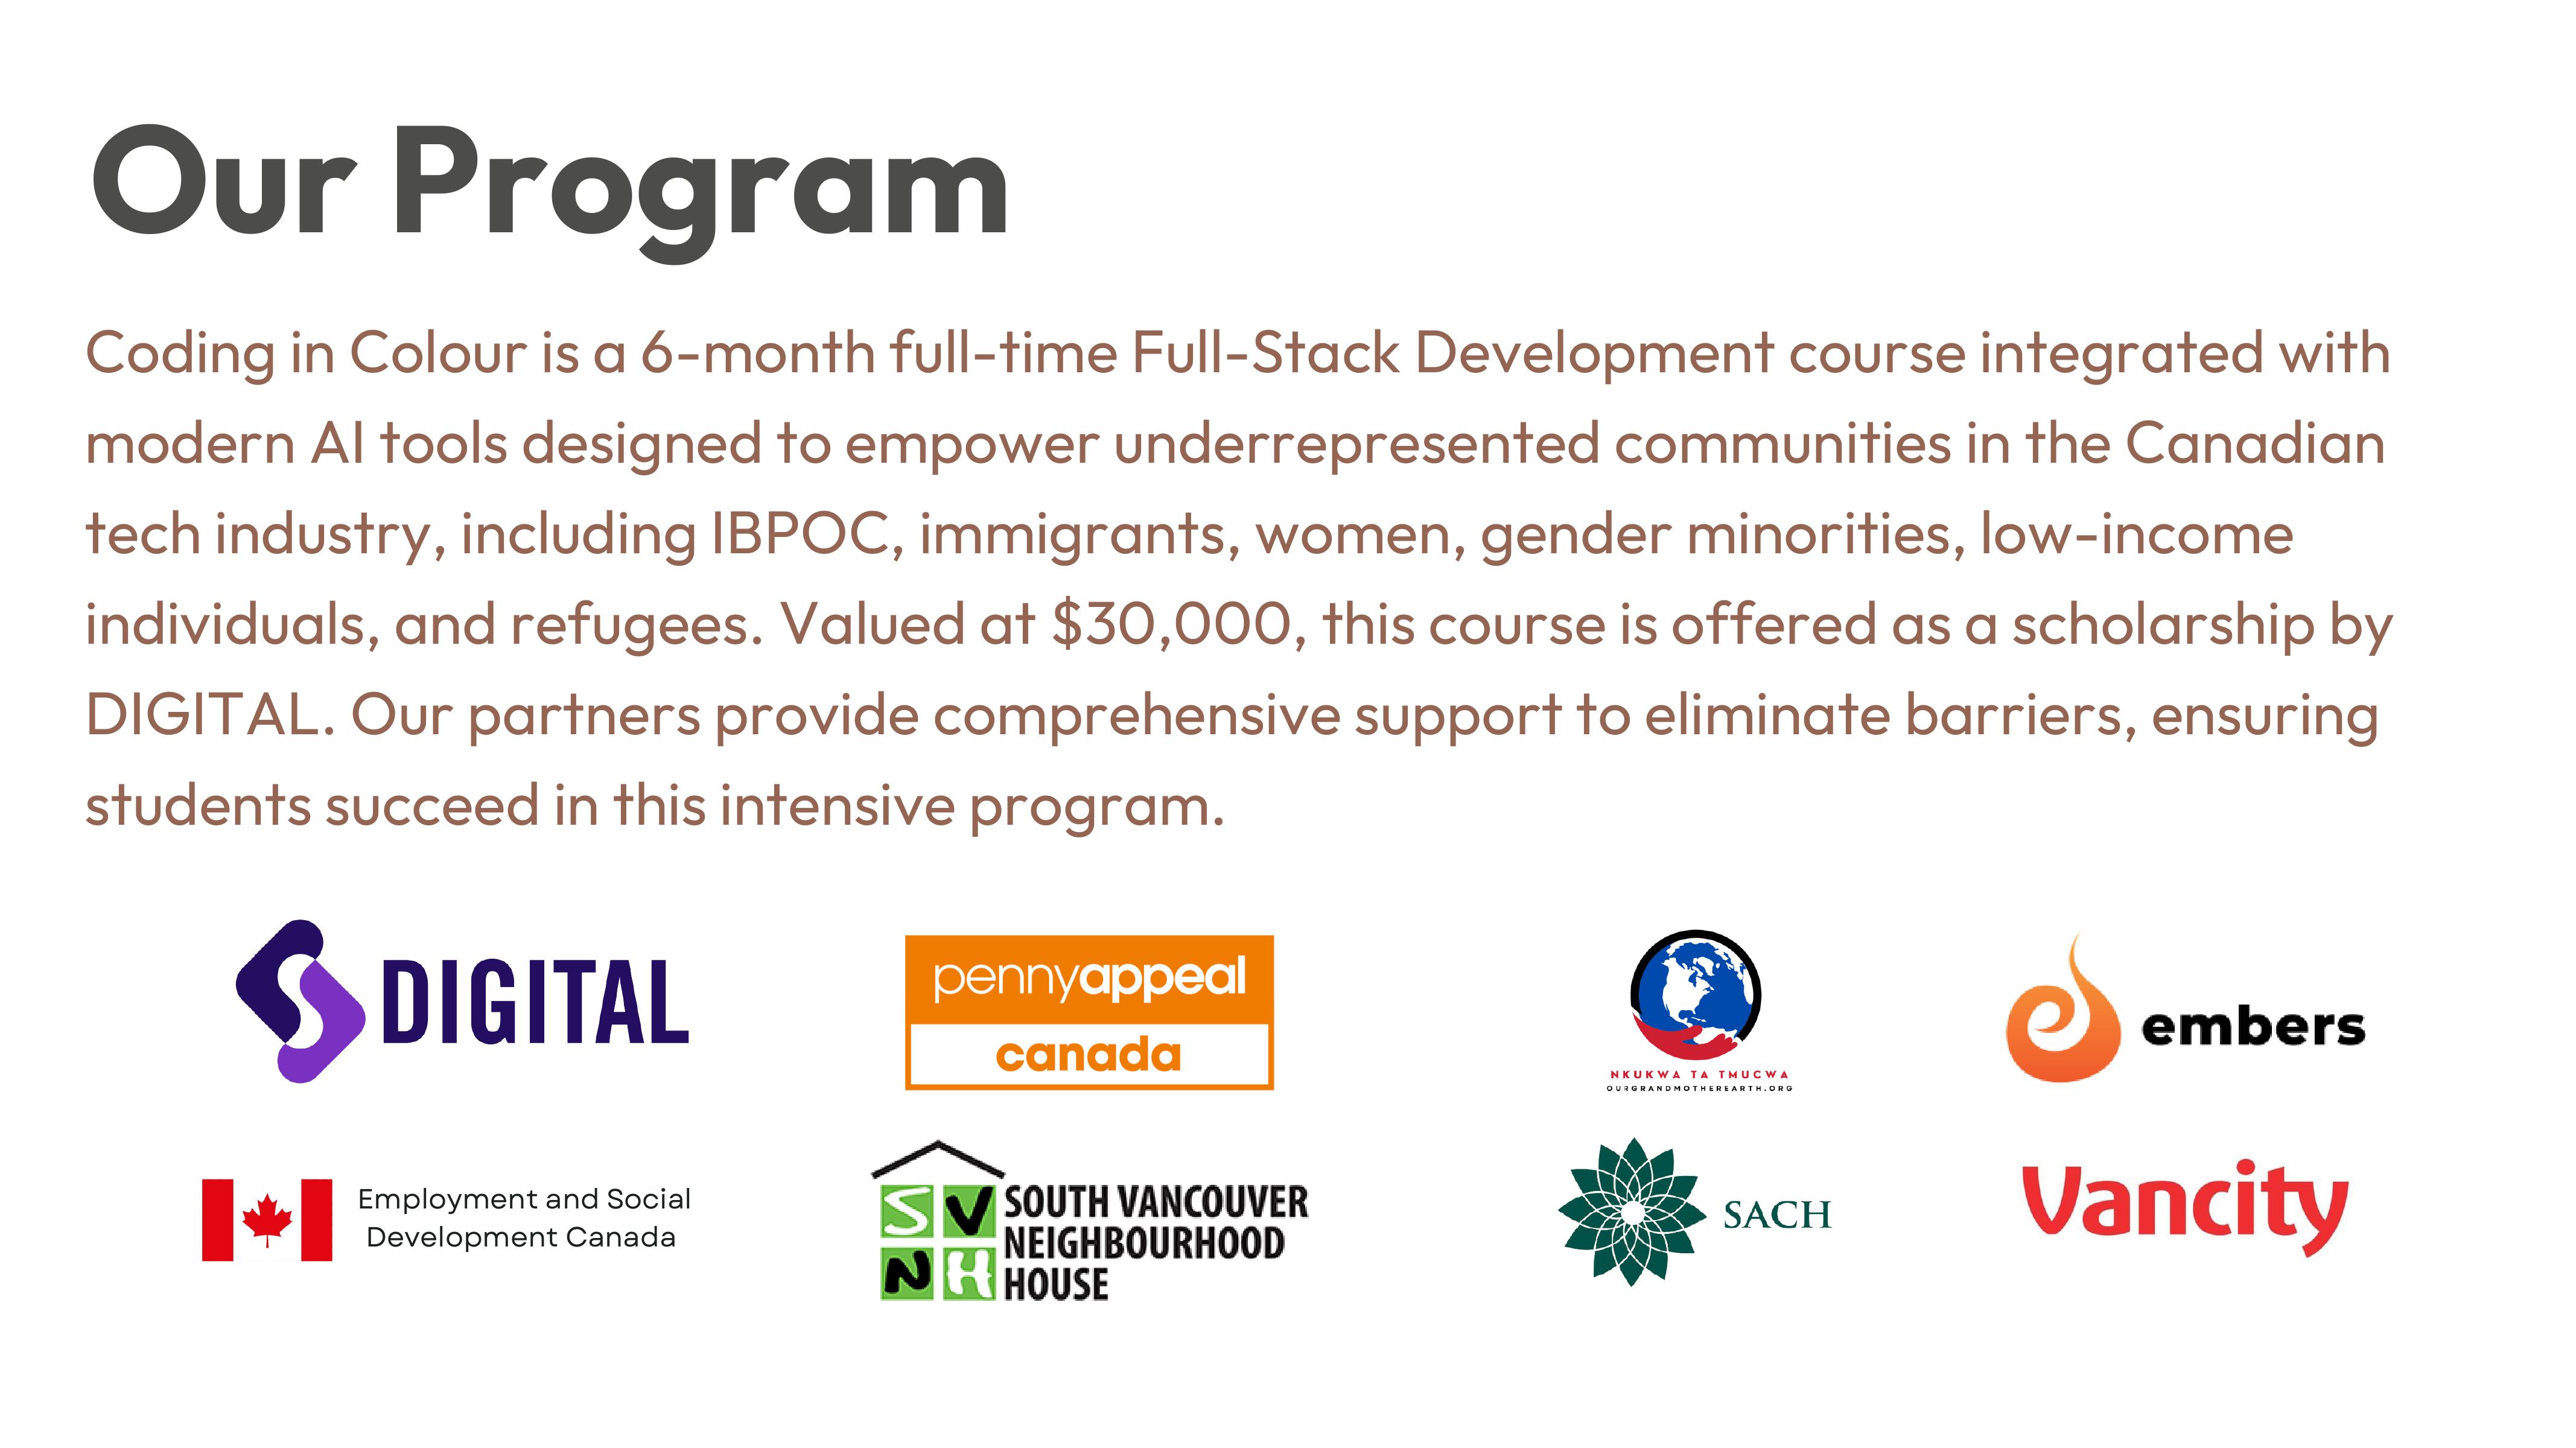 Our Program
Coding in Colour is a 6-month full-time Full-Stack Development course integrated with
modern AI tools designed to empower underrepresented communities in the Canadian
tech industry, including IBPOC, immigrants, women, gender minorities, low-income
individuals, and refugees. Valued at $30,000, this course is offered as a scholarship by
DIGITAL. Our partners provide comprehensive support to eliminate barriers, ensuring
students succeed in this intensive program.
DIGITAL
pennyappeal
canada
NKUKWA TA TMUCWA
OURGRANDMOTHEREARTH.ORG
embers
Employment and Social
Development Canada
S V
N H
SOUTH VANCOUVER
NEIGHBOURHOOD
HOUSE
SACH
Vancity